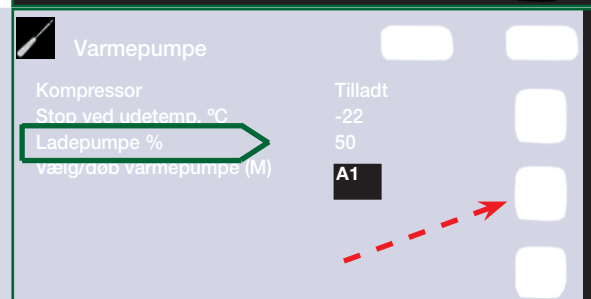 Varmepumpe
Kompressor Tilladt
Stop ved udetemp. ºC -22
Ladepumpe % 50
Vælg/døb varmepumpe (M) A1